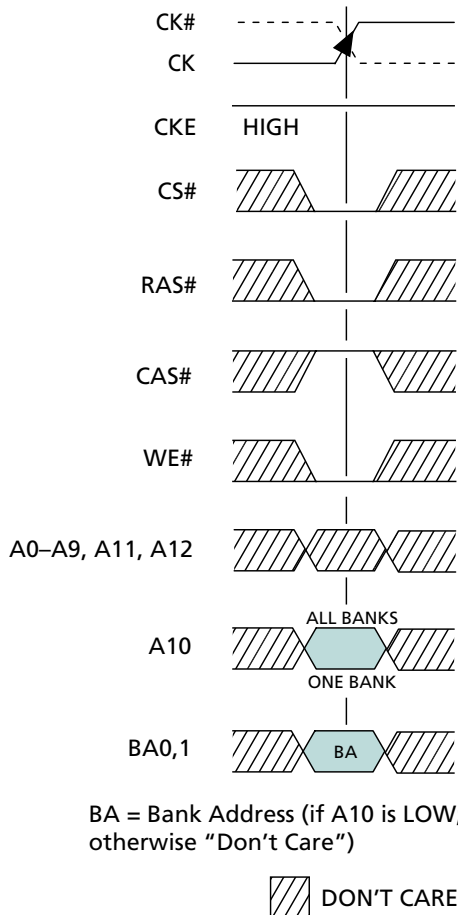 CK#
CK
CKE HIGH
CS#
RAS#
CAS#
WE#
A0–A9, A11, A12
ALL BANKS
A10
ONE BANK
BA0,1 BA
BA = Bank Address (if A10 is LOW,
otherwise “Don’t Care”)
DON’T CARE